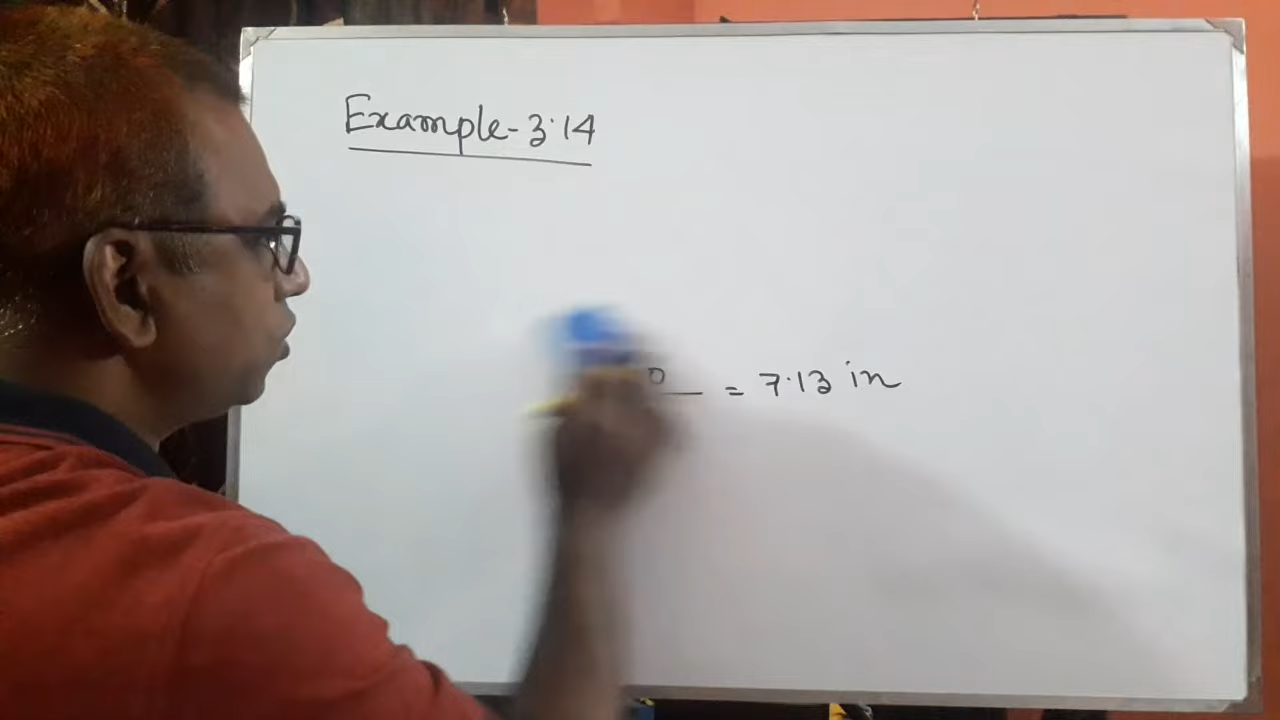 Example-3.14
= 7.13 in